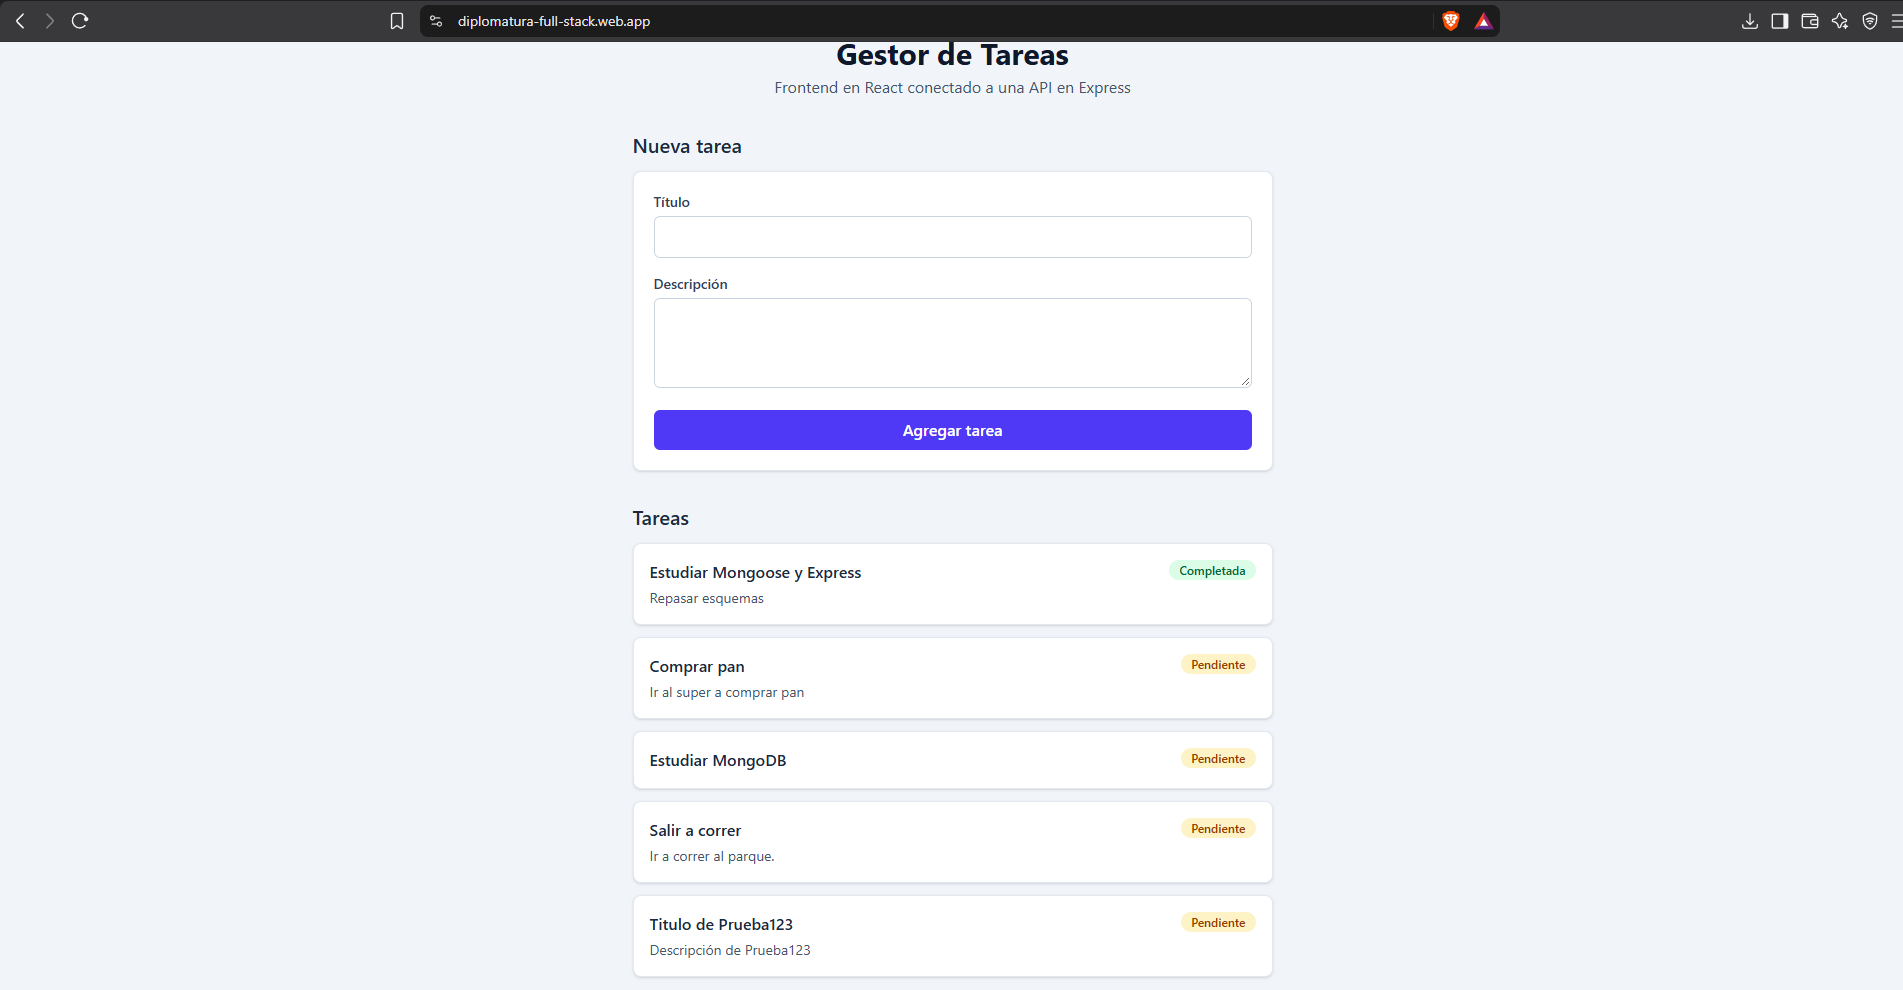 diplomatura-full-stack.web.app
Gestor de Tareas
Frontend en React conectado a una API en Express
Nueva tarea
Título
Descripción
Agregar tarea
Tareas
Estudiar Mongoose y Express
Completada
Repasar esquemas
Comprar pan
Pendiente
Ir al super a comprar pan
Estudiar MongoDB
Pendiente
Salir a correr
Pendiente
Ir a correr al parque.
Titulo de Prueba123
Pendiente
Descripción de Prueba123